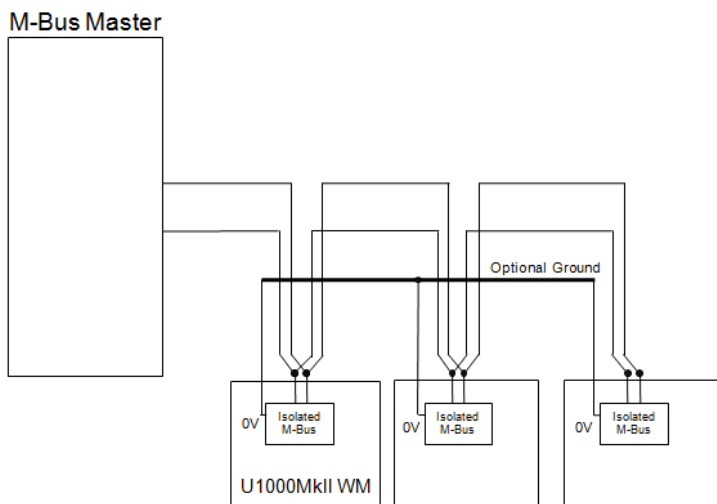 M-Bus Master
Optional Ground
0V
Isolated
M-Bus
0V
Isolated
M-Bus
0V
Isolated
M-Bus
U1000MkII WM